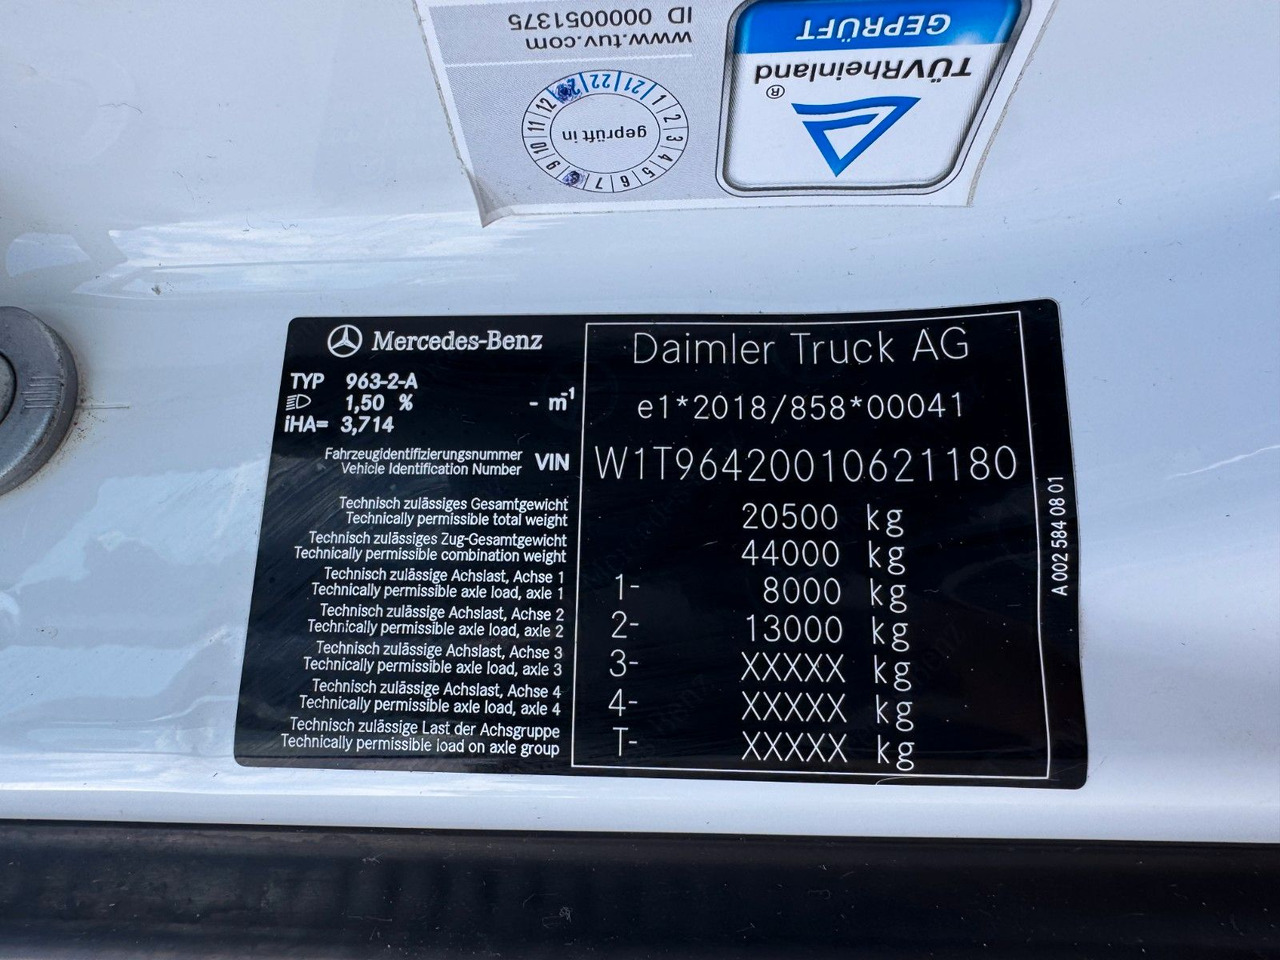 ID 0000051375
www.tuv.com
geprüft in
21 22 23
1 2 3 4 5 6 7 9 10 11 12
GEPRÜFT
TÜVRheinland
®
Mercedes-Benz
TYP 963-2-A
1,50 % - m-1
iHA= 3,714
Daimler Truck AG
e1*2018/858*00041
Fahrzeugidentifizierungsnummer
Vehicle Identification Number VIN W1T96420010621180
Technisch zulässiges Gesamtgewicht
Technically permissible total weight 20500 kg
Technisch zulässiges Zug-Gesamtgewicht
Technically permissible combination weight 44000 kg
Technisch zulässige Achslast, Achse 1
Technically permissible axle load, axle 1 1- 8000 kg
Technisch zulässige Achslast, Achse 2
Technically permissible axle load, axle 2 2- 13000 kg
Technisch zulässige Achslast, Achse 3
Technically permissible axle load, axle 3 3- XXXXX kg
Technisch zulässige Achslast, Achse 4
Technically permissible axle load, axle 4 4- XXXXX kg
Technisch zulässige Last der Achsgruppe
Technically permissible load on axle group T- XXXXX kg
A 002 584 08 01